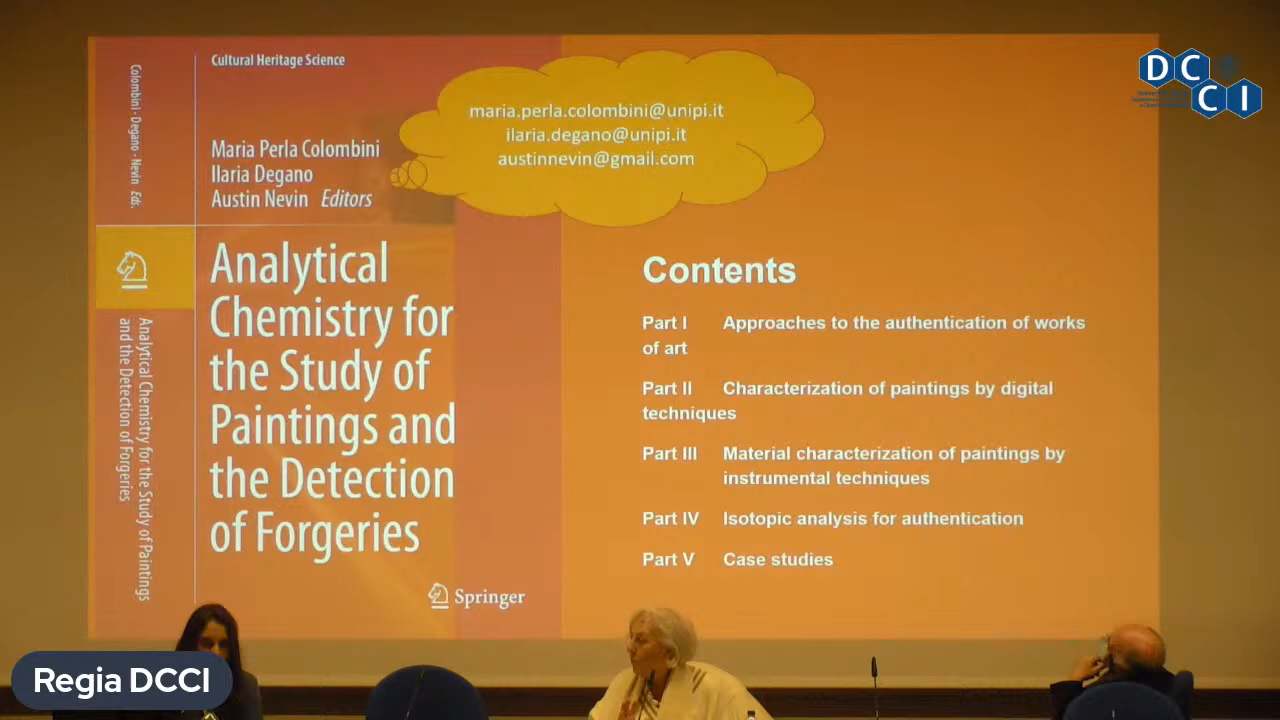 Colombini · Degano · Nevin Eds.
Analytical Chemistry for the Study of Paintings
and the Detection of Forgeries
Cultural Heritage Science
Maria Perla Colombini
Ilaria Degano
Austin Nevin Editors
Analytical
Chemistry for
the Study of
Paintings and
the Detection
of Forgeries
Springer
maria.perla.colombini@unipi.it
ilaria.degano@unipi.it
austinnevin@gmail.com
Contents
Part I Approaches to the authentication of works
of art
Part II Characterization of paintings by digital
techniques
Part III Material characterization of paintings by
instrumental techniques
Part IV Isotopic analysis for authentication
Part V Case studies
DC
CI
Regia DCCI